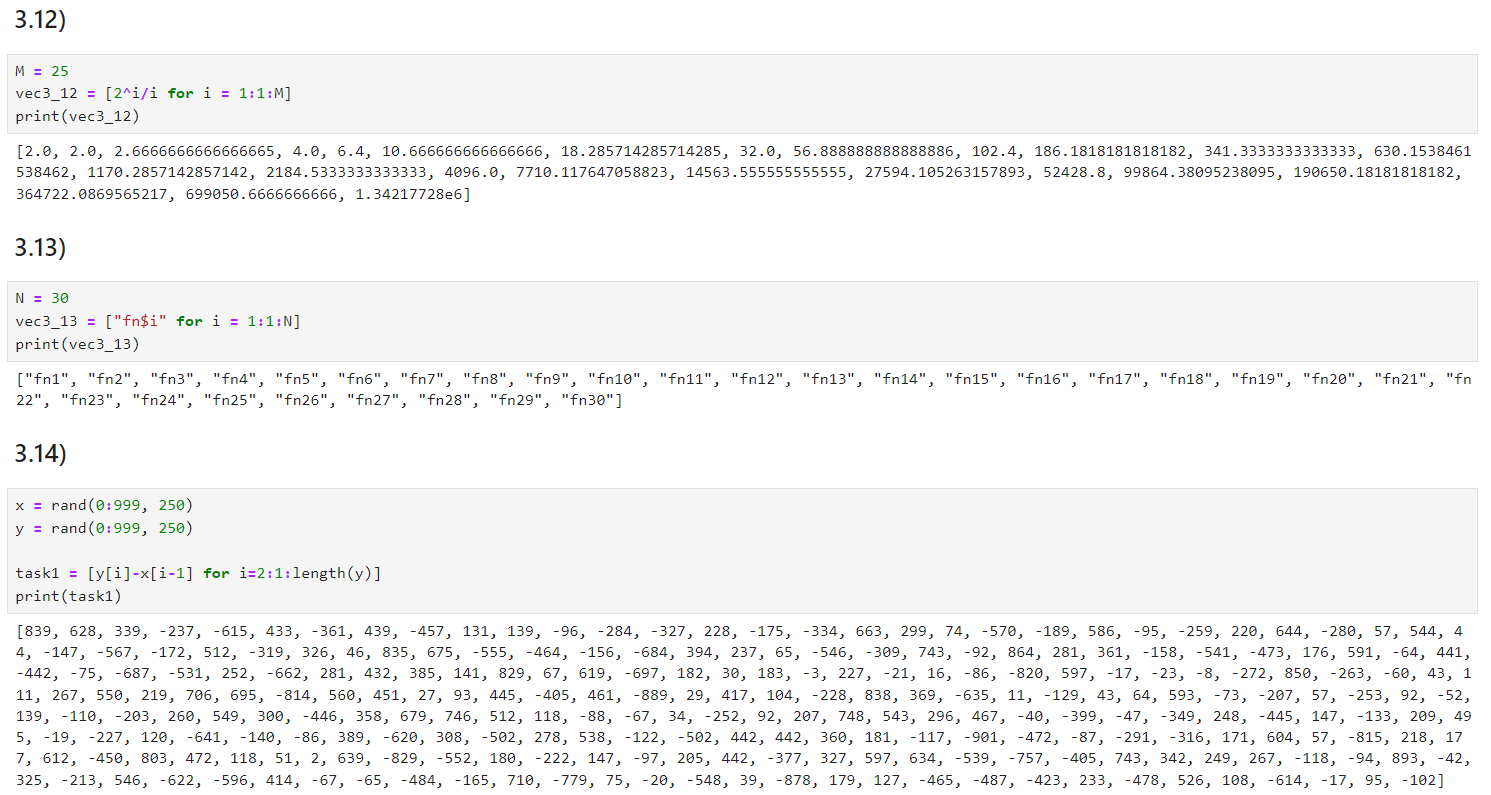 3.12)
M = 25
vec3_12 = [2^i/i for i = 1:1:M]
print(vec3_12)
[2.0, 2.0, 2.6666666666666665, 4.0, 6.4, 10.666666666666666, 18.285714285714285, 32.0, 56.888888888888886, 102.4, 186.1818181818182, 341.3333333333333, 630.1538461
538462, 1170.2857142857142, 2184.5333333333333, 4096.0, 7710.117647058823, 14563.555555555555, 27594.105263157893, 52428.8, 99864.38095238095, 190650.18181818182,
364722.0869565217, 699050.6666666666, 1.34217728e6]
3.13)
N = 30
vec3_13 = ["fn$i" for i = 1:1:N]
print(vec3_13)
["fn1", "fn2", "fn3", "fn4", "fn5", "fn6", "fn7", "fn8", "fn9", "fn10", "fn11", "fn12", "fn13", "fn14", "fn15", "fn16", "fn17", "fn18", "fn19", "fn20", "fn21", "fn
22", "fn23", "fn24", "fn25", "fn26", "fn27", "fn28", "fn29", "fn30"]
3.14)
x = rand(0:999, 250)
y = rand(0:999, 250)
task1 = [y[i]-x[i-1] for i=2:1:length(y)]
print(task1)
[839, 628, 339, -237, -615, 433, -361, 439, -457, 131, 139, -96, -284, -327, 228, -175, -334, 663, 299, 74, -570, -189, 586, -95, -259, 220, 644, -280, 57, 544, 4
4, -147, -567, -172, 512, -319, 326, 46, 835, 675, -555, -464, -156, -684, 394, 237, 65, -546, -309, 743, -92, 864, 281, 361, -158, -541, -473, 176, 591, -64, 441,
-442, -75, -687, -531, 252, -662, 281, 432, 385, 141, 829, 67, 619, -697, 182, 30, 183, -3, 227, -21, 16, -86, -820, 597, -17, -23, -8, -272, 850, -263, -60, 43, 1
11, 267, 550, 219, 706, 695, -814, 560, 451, 27, 93, 445, -405, 461, -889, 29, 417, 104, -228, 838, 369, -635, 11, -129, 43, 64, 593, -73, -207, 57, -253, 92, -52,
139, -110, -203, 260, 549, 300, -446, 358, 679, 746, 512, 118, -88, -67, 34, -252, 92, 207, 748, 543, 296, 467, -40, -399, -47, -349, 248, -445, 147, -133, 209, 49
5, -19, -227, 120, -641, -140, -86, 389, -620, 308, -502, 278, 538, -122, -502, 442, 442, 360, 181, -117, -901, -472, -87, -291, -316, 171, 604, 57, -815, 218, 17
7, 612, -450, 803, 472, 118, 51, 2, 639, -829, -552, 180, -222, 147, -97, 205, 442, -377, 327, 597, 634, -539, -757, -405, 743, 342, 249, 267, -118, -94, 893, -42,
325, -213, 546, -622, -596, 414, -67, -65, -484, -165, 710, -779, 75, -20, -548, 39, -878, 179, 127, -465, -487, -423, 233, -478, 526, 108, -614, -17, 95, -102]